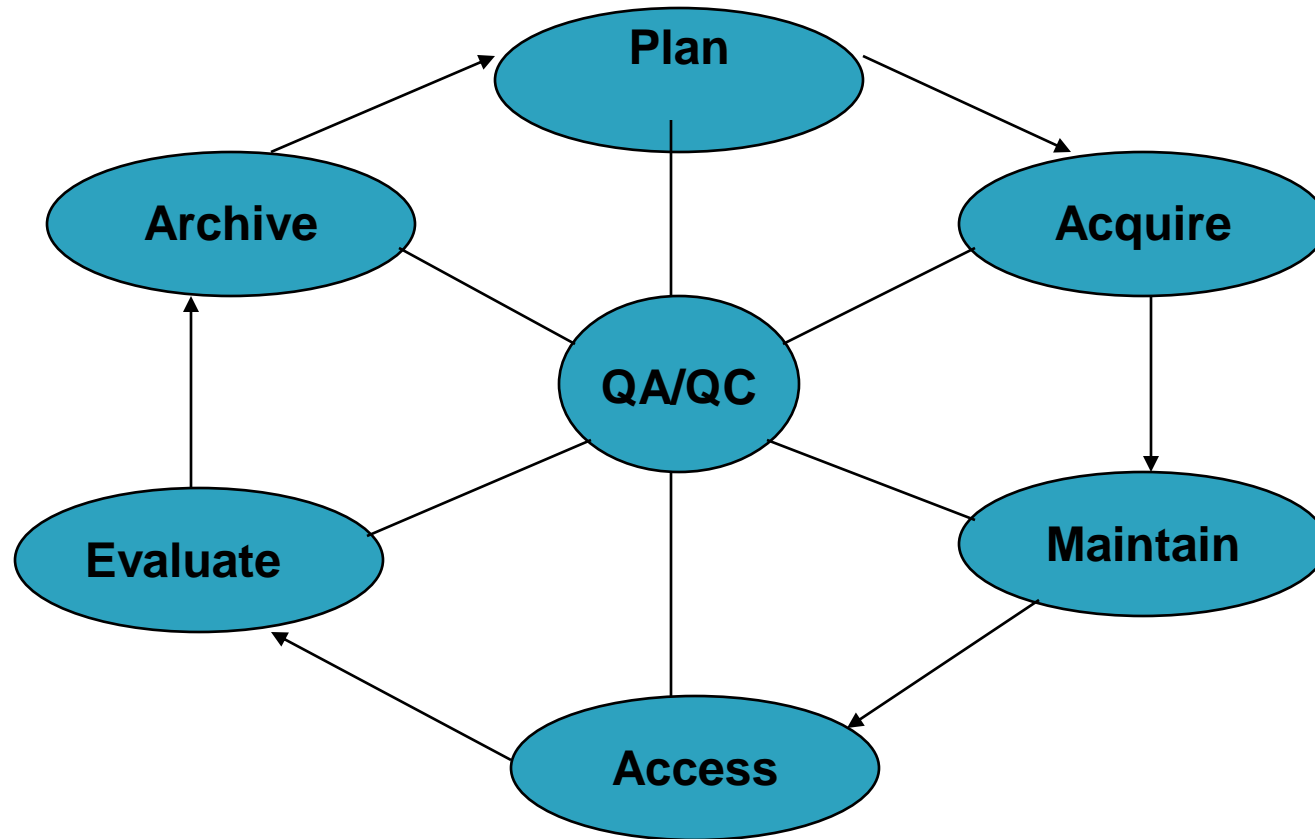 Plan
Archive
Acquire
QA/QC
Evaluate
Maintain
Access